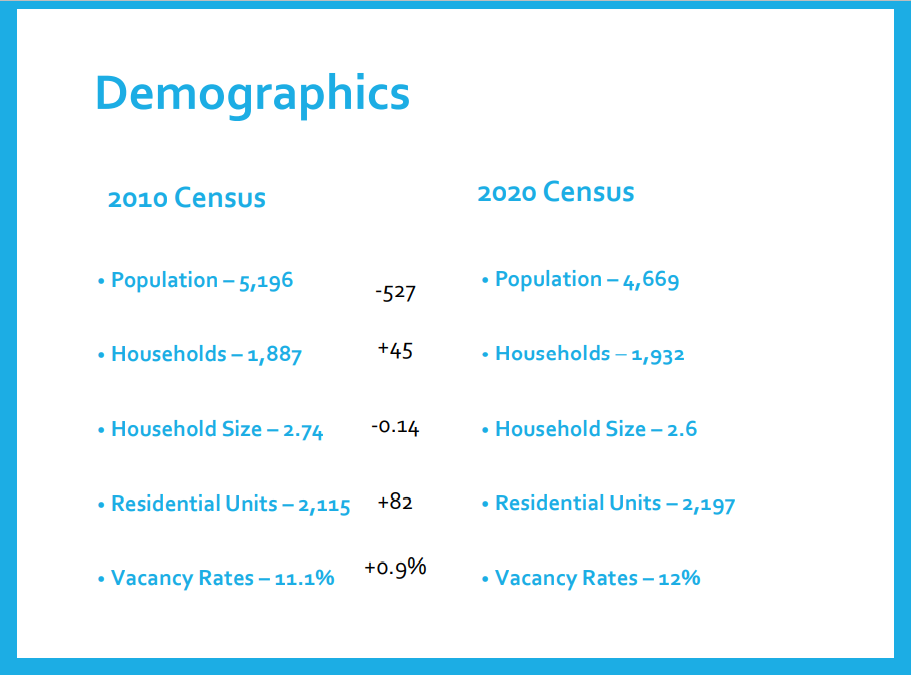 Demographics
2010 Census
2020 Census
• Population – 5,196
-527
• Population – 4,669
• Households – 1,887
+45
• Households – 1,932
• Household Size – 2.74
-0.14
• Household Size – 2.6
• Residential Units – 2,115
+82
• Residential Units – 2,197
• Vacancy Rates – 11.1%
+0.9%
• Vacancy Rates – 12%